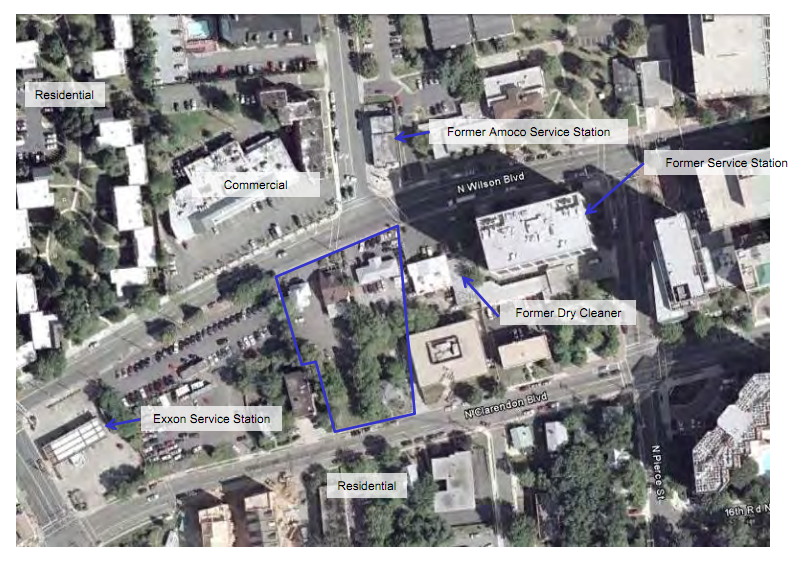 Residential
Former Amoco Service Station
Former Service Station
Commercial
N Wilson Blvd
Former Dry Cleaner
Exxon Service Station
N Clarendon Blvd
N Pierce St
Residential
16th Rd N